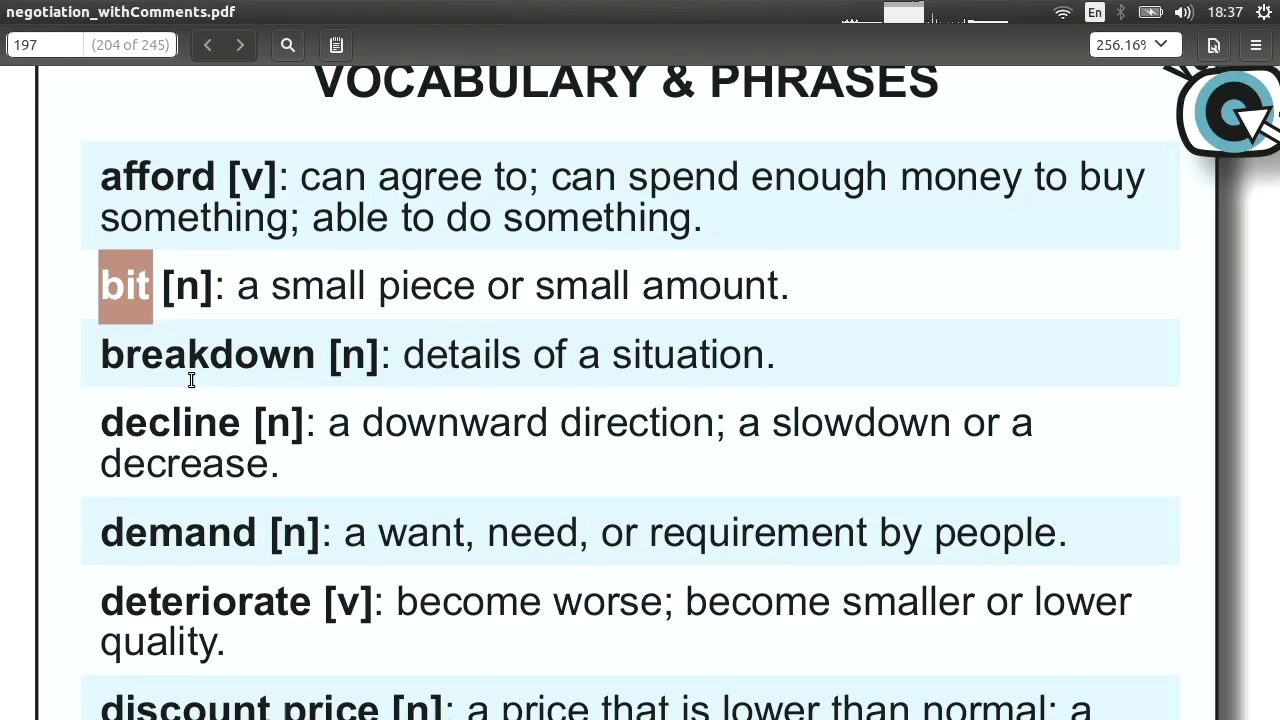 negotiation_withComments.pdf
En
18:37
197
(204 of 245)
256.16%
VOCABULARY & PHRASES
afford [v]: can agree to; can spend enough money to buy
something; able to do something.
bit [n]: a small piece or small amount.
breakdown [n]: details of a situation.
decline [n]: a downward direction; a slowdown or a
decrease.
demand [n]: a want, need, or requirement by people.
deteriorate [v]: become worse; become smaller or lower
quality.
discount price [n]: a price that is lower than normal; a